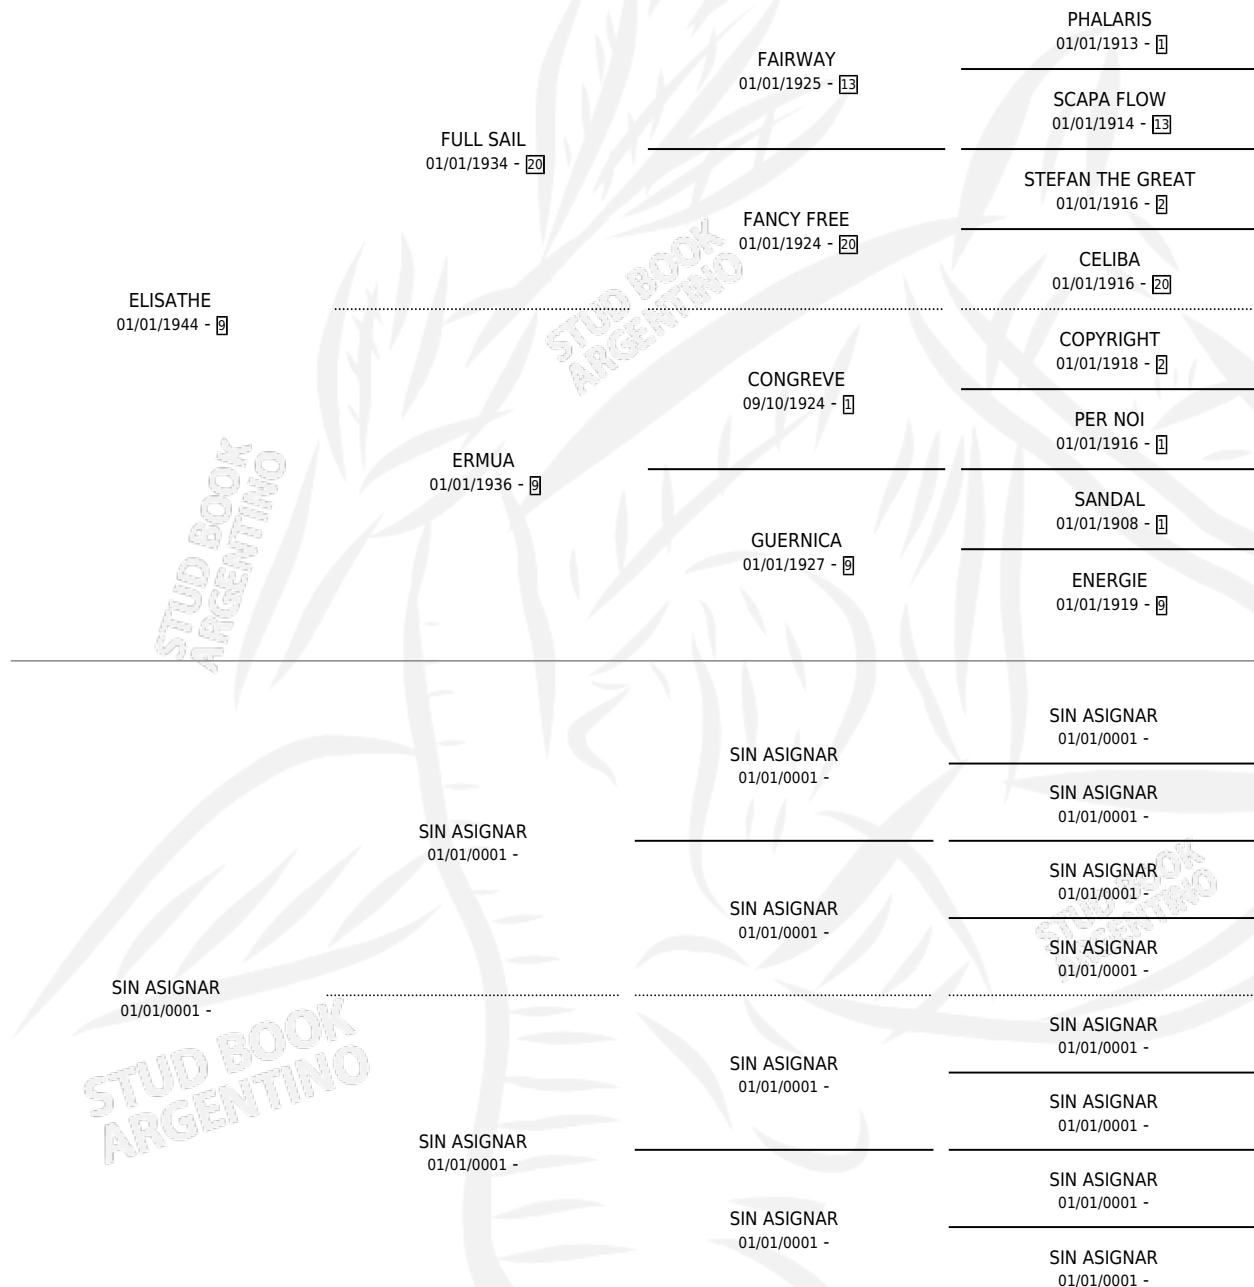 PHALARIS
01/01/1913 - 1
FAIRWAY
01/01/1925 - 13
SCAPA FLOW
01/01/1914 - 13
FULL SAIL
01/01/1934 - 20
STEFAN THE GREAT
01/01/1916 - 2
FANCY FREE
01/01/1924 - 20
CELIBA
01/01/1916 - 20
STUD BOOK
ARGENTINO
ELISATHE
01/01/1944 - 9
COPYRIGHT
01/01/1918 - 2
CONGREVE
09/10/1924 - 1
PER NOI
01/01/1916 - 1
ERMUA
01/01/1936 - 9
SANDAL
01/01/1908 - 1
GUERNICA
01/01/1927 - 9
ENERGIE
01/01/1919 - 9
STUD BOOK
ARGENTINO
SIN ASIGNAR
01/01/0001 -
SIN ASIGNAR
01/01/0001 -
SIN ASIGNAR
01/01/0001 -
SIN ASIGNAR
01/01/0001 -
SIN ASIGNAR
01/01/0001 -
SIN ASIGNAR
01/01/0001 -
SIN ASIGNAR
01/01/0001 -
STUD BOOK
ARGENTINO
SIN ASIGNAR
01/01/0001 -
SIN ASIGNAR
01/01/0001 -
SIN ASIGNAR
01/01/0001 -
SIN ASIGNAR
01/01/0001 -
SIN ASIGNAR
01/01/0001 -
SIN ASIGNAR
01/01/0001 -
SIN ASIGNAR
01/01/0001 -
SIN ASIGNAR
01/01/0001 -
STUD BOOK
ARGENTINO